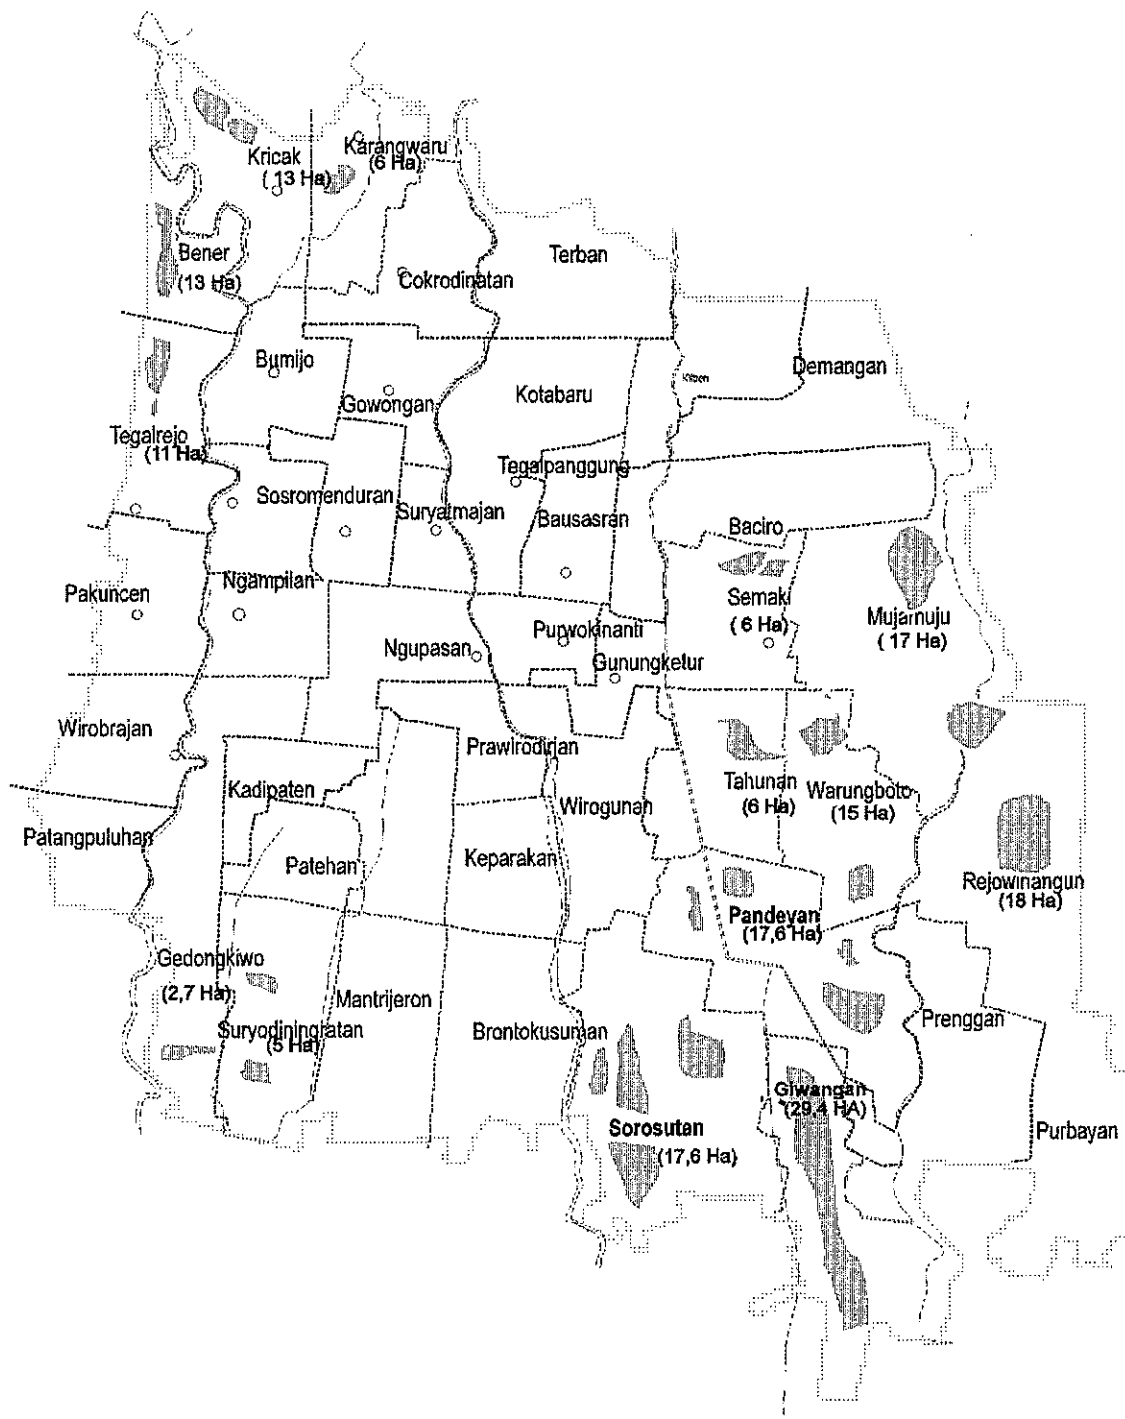 Karangwaru
(6 Ha)
Kricak
( 13 Ha)
Bener
(13 Ha)
Terban
Cokrodinatan
Bumijo
Demangan
Gowongan
Kotabaru
Tegalrejo
(11 Ha)
Tegalpanggung
Sosromenduran
Suryatmajan
Bausasran
Baciro
Pakuncen
Ngampilan
Semaki
( 6 Ha)
Mujamuju
( 17 Ha)
Purwokinanti
Ngupasan
Gunungketur
Wirobrajan
Prawirodirjan
Kadipaten
Tahunan
(6 Ha)
Warungboto
(15 Ha)
Wirogunan
Patangpuluhan
Patehan
Keparakan
Rejowinangun
(18 Ha)
Pandeyan
(17,6 Ha)
Gedongkiwo
(2,7 Ha)
Mantrijeron
Suryodiningratan
(5 Ha)
Brontokusuman
Prenggan
Giwangan
(29,4 HA)
Sorosutan
(17,6 Ha)
Purbayan